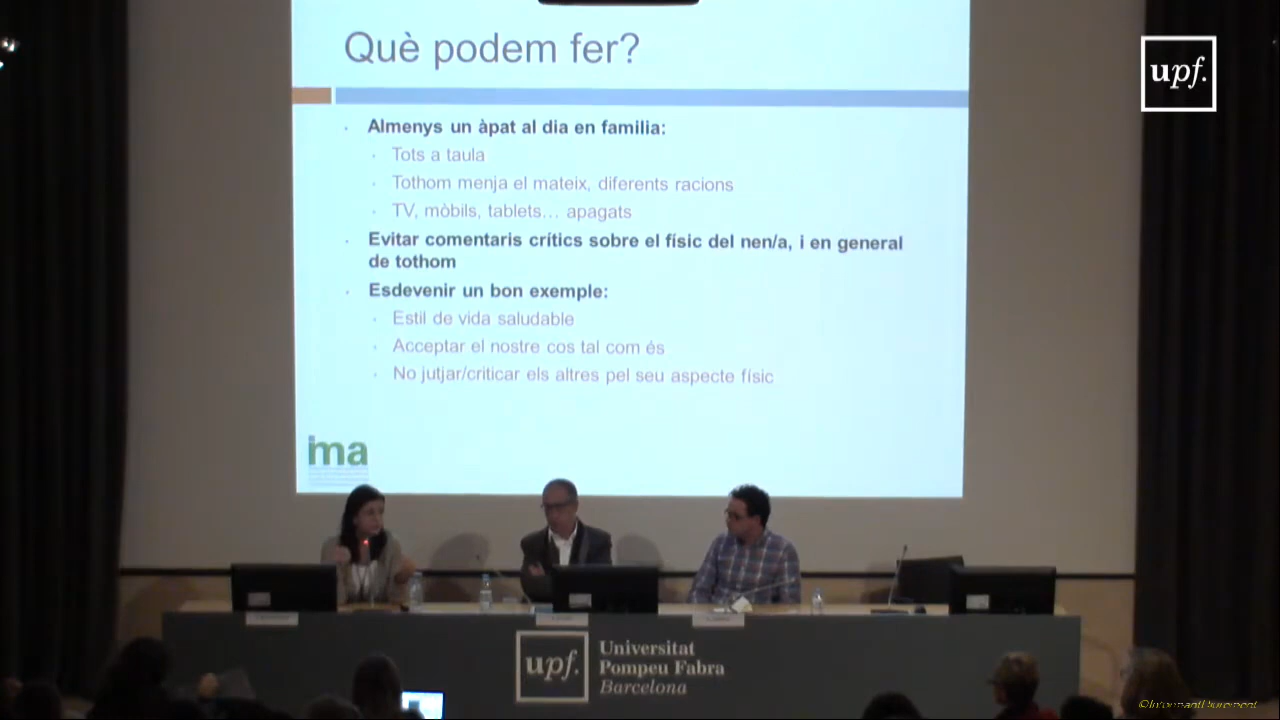 Què podem fer?
upf.
Almenys un àpat al dia en familia:
Tots a taula
Tothom menja el mateix, diferents racions
TV, mòbils, tablets... apagats
Evitar comentaris crítics sobre el físic del nen/a, i en general
de tothom
Esdevenir un bon exemple:
Estil de vida saludable
Acceptar el nostre cos tal com és
No jutjar/criticar els altres pel seu aspecte físic
ima
upf.
Universitat
Pompeu Fabra
Barcelona